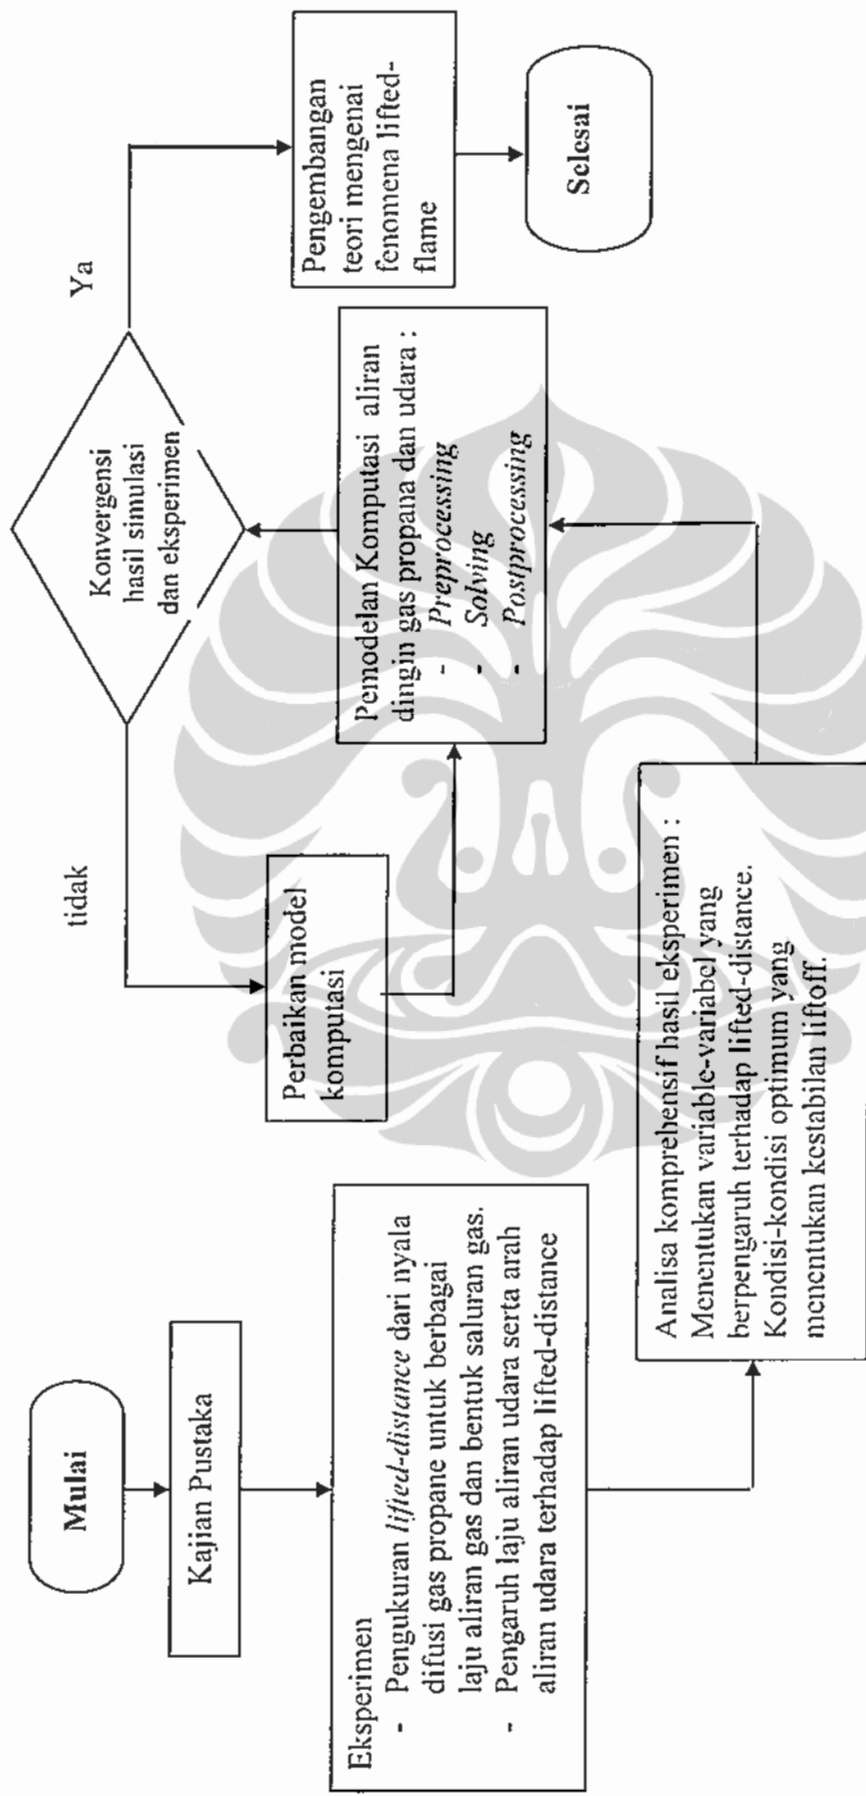 Mulai
Kajian Pustaka
Eksperimen
- Pengukuran lifted-distance dari nyala
difusi gas propane untuk berbagai
laju aliran gas dan bentuk saluran gas.
- Pengaruh laju aliran udara serta arah
aliran udara terhadap lifted-distance
Analisa komprehensif hasil eksperimen :
Menentukan variable-variabel yang
berpengaruh terhadap lifted-distance.
Kondisi-kondisi optimum yang
menentukan kestabilan liftoff.
Pemodelan Komputasi aliran
dingin gas propana dan udara :
- Preprocessing
- Solving
- Postprocessing
Konvergensi
hasil simulasi
dan eksperimen
tidak
Perbaikan model
komputasi
Ya
Pengembangan
teori mengenai
fenomena lifted-
flame
Selesai